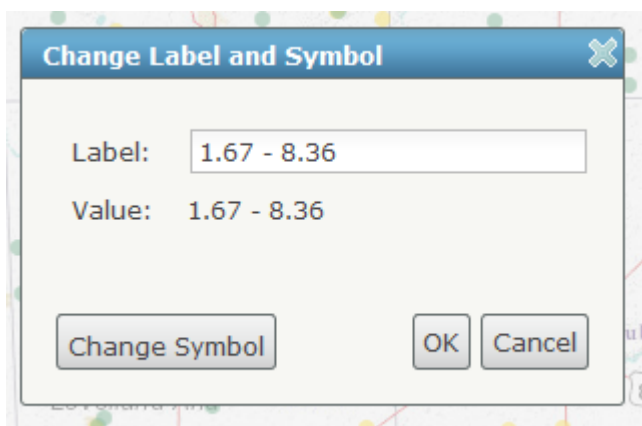 Change Label and Symbol
Label: 1.67 - 8.36
Value: 1.67 - 8.36
Change Symbol OK Cancel